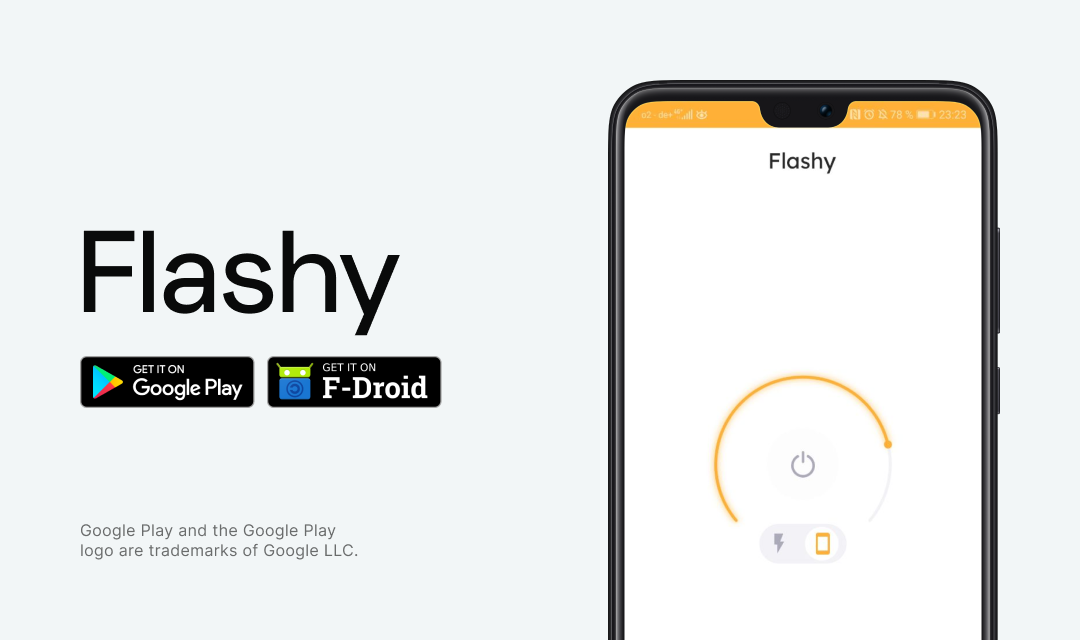 Flashy
GET IT ON
Google Play
GET IT ON
F-Droid
Google Play and the Google Play
logo are trademarks of Google LLC.
o2 - de+ 78 % 23:23
Flashy